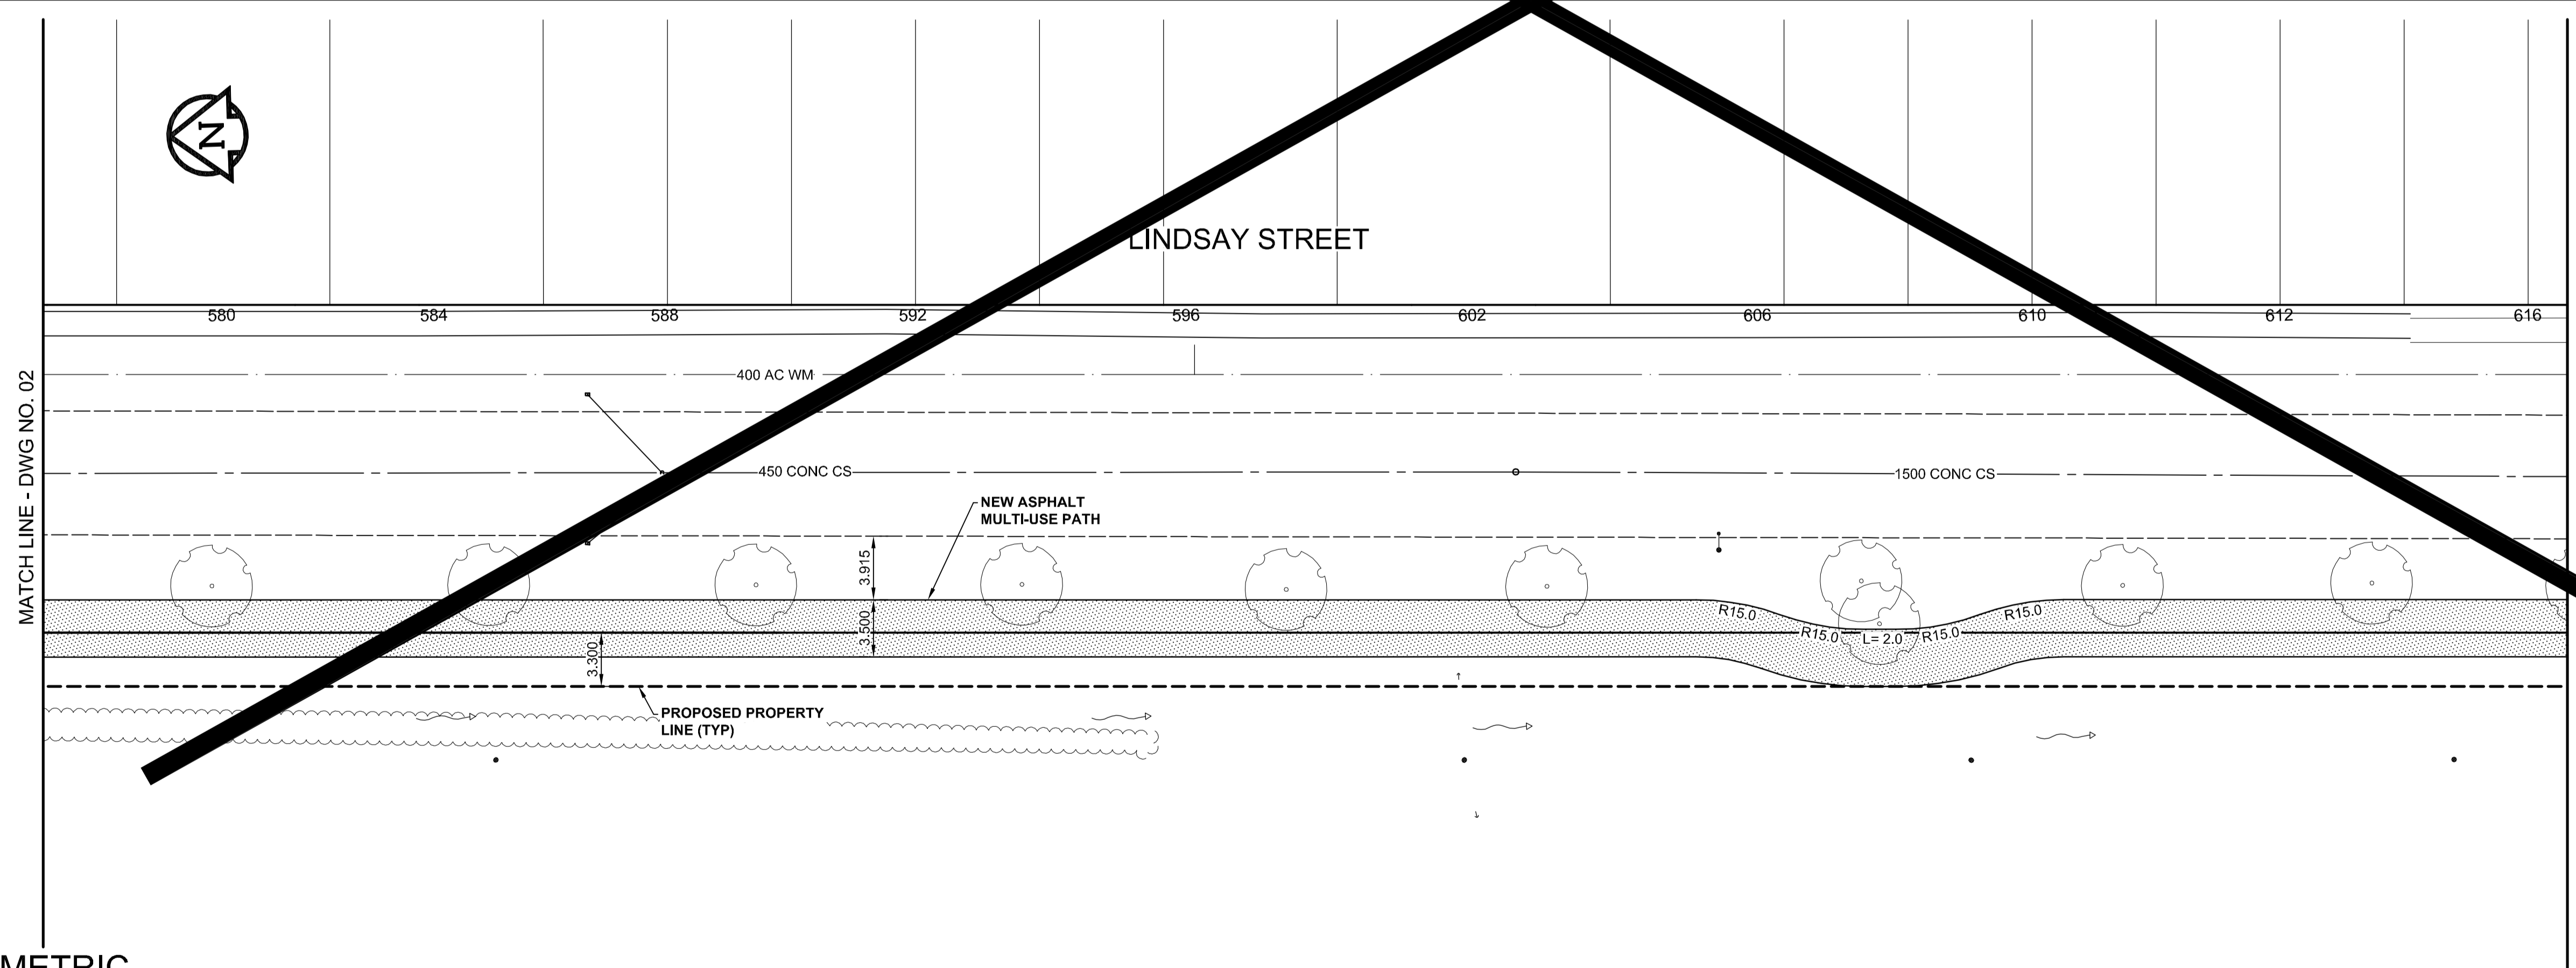 N
LINDSAY STREET
580 584 588 592 596 602 606 610 612 616
400 AC WM
450 CONC CS
1500 CONC CS
NEW ASPHALT
MULTI-USE PATH
3.915
3.500
3.300
R15.0
R15.0
L= 2.0
R15.0
R15.0
PROPOSED PROPERTY
LINE (TYP)
MATCH LINE - DWG NO. 02
METRIC